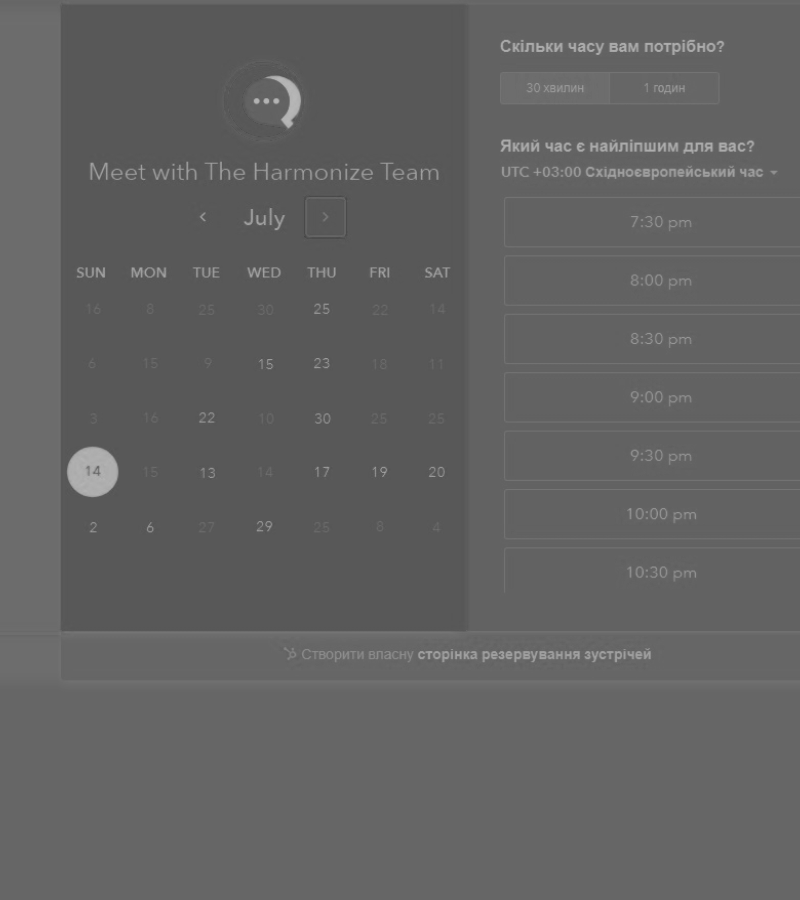 Meet with The Harmonize Team
July
SUN MON TUE WED THU FRI SAT
16 8 25 30 25 22 14
6 15 9 15 23 18 11
3 16 22 10 30 25 25
14 15 13 14 17 19 20
2 6 27 29 25 8 4
Скільки часу вам потрібно?
30 хвилин 1 годин
Який час є найліпшим для вас?
UTC +03:00 Східноєвропейський час
7:30 pm
8:00 pm
8:30 pm
9:00 pm
9:30 pm
10:00 pm
10:30 pm
Створити власну сторінка резервування зустрічей